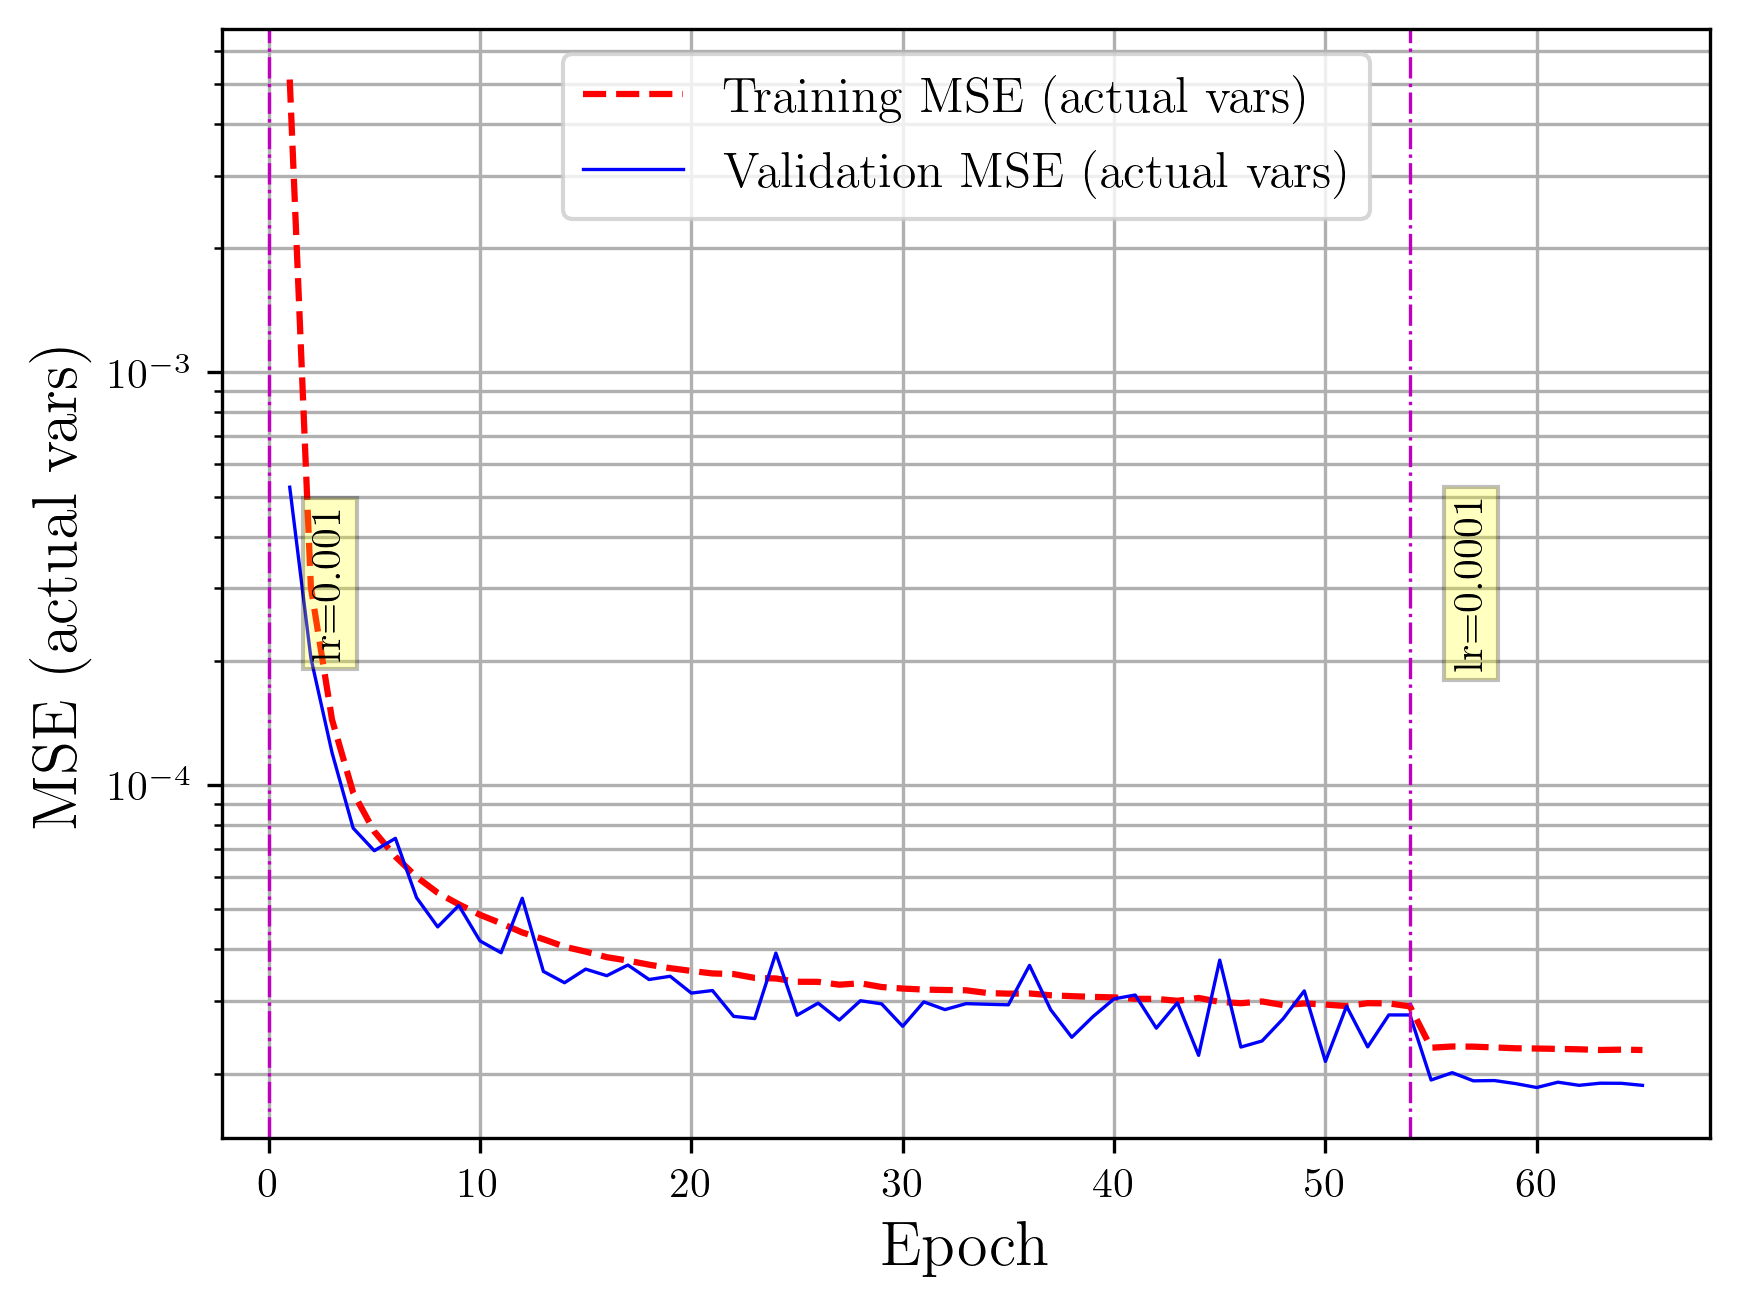 Training MSE (actual vars)
Validation MSE (actual vars)
MSE (actual vars)
10⁻³
10⁻⁴
lr=0.001
lr=0.0001
0 10 20 30 40 50 60
Epoch